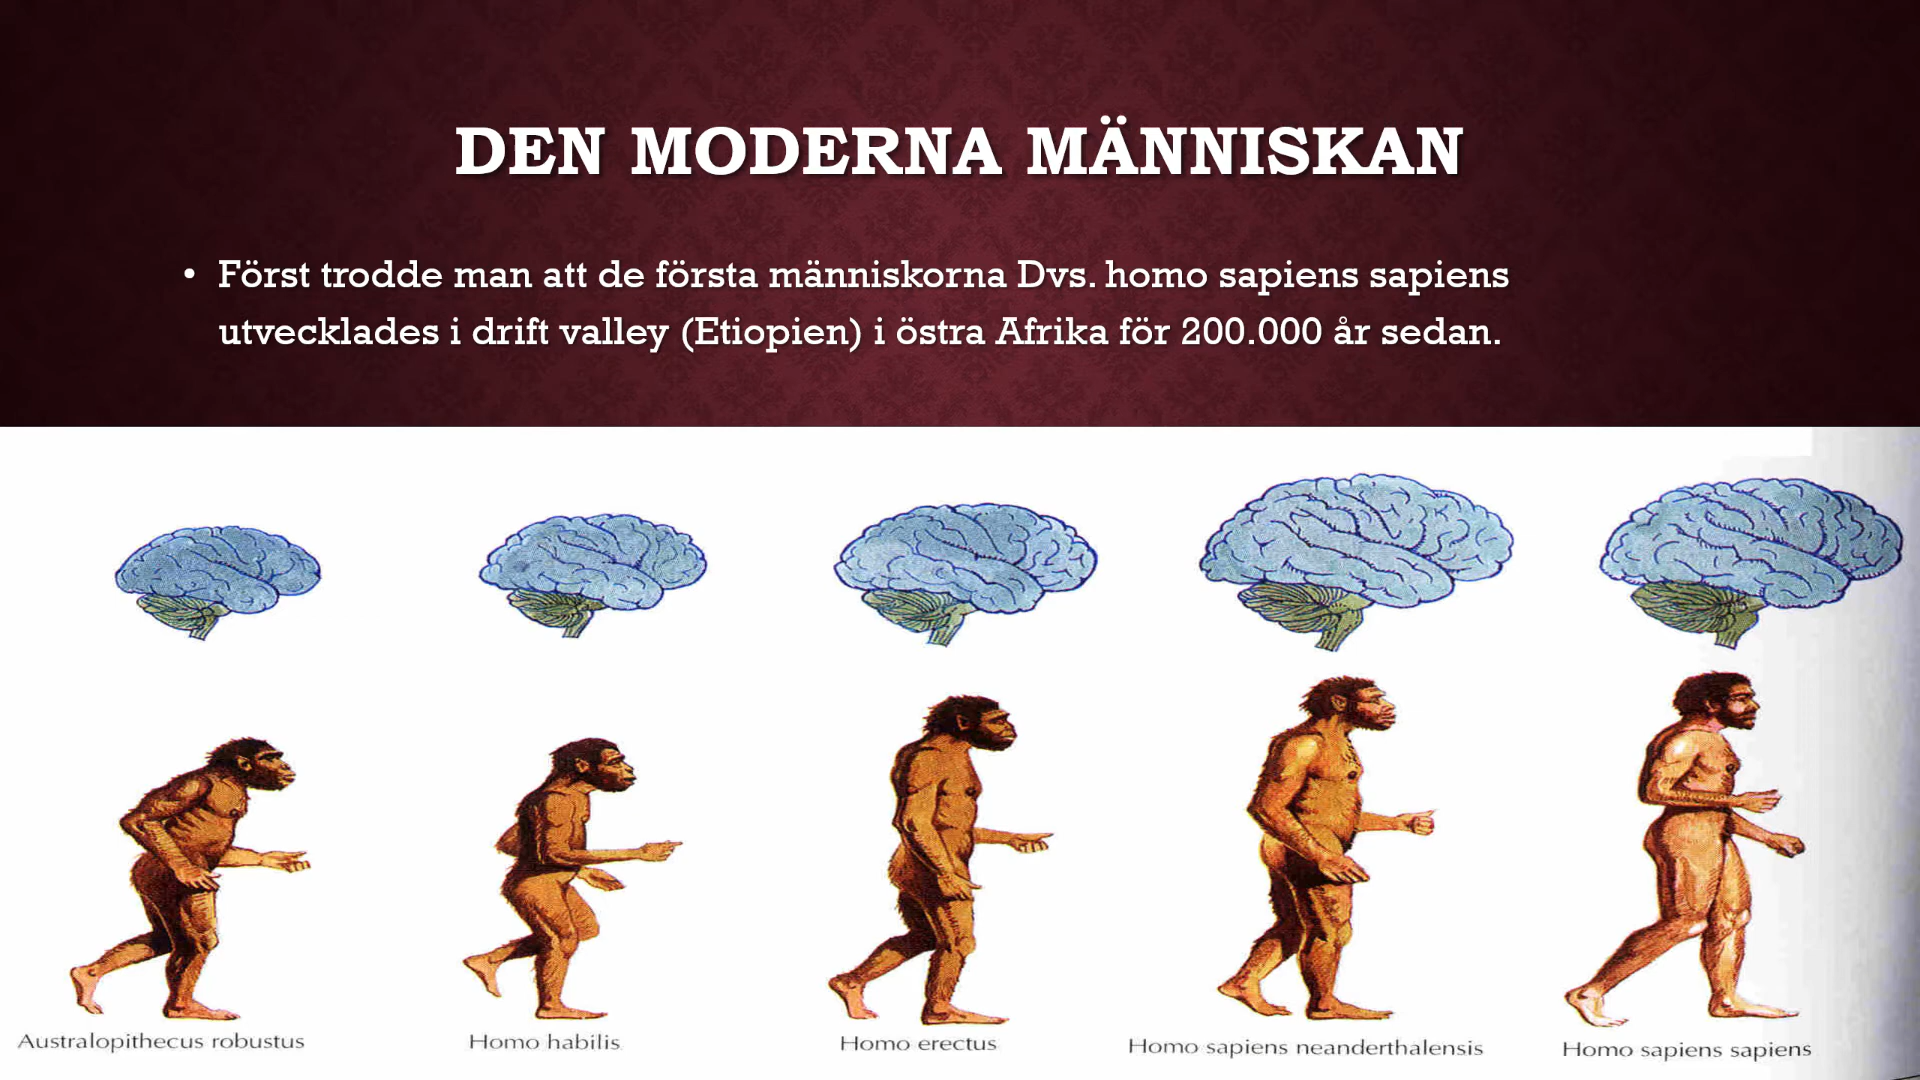 DEN MODERNA MÄNNISKAN
• Först trodde man att de första människorna Dvs. homo sapiens sapiens
utvecklades i drift valley (Etiopien) i östra Afrika för 200.000 år sedan.
Australopithecus robustus
Homo habilis
Homo erectus
Homo sapiens neanderthalensis
Homo sapiens sapiens